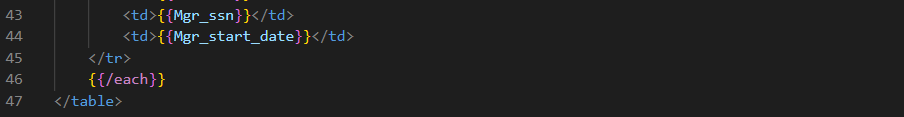 43 <td>{{Mgr_ssn}}</td>
44 <td>{{Mgr_start_date}}</td>
45 </tr>
46 {{/each}}
47 </table>